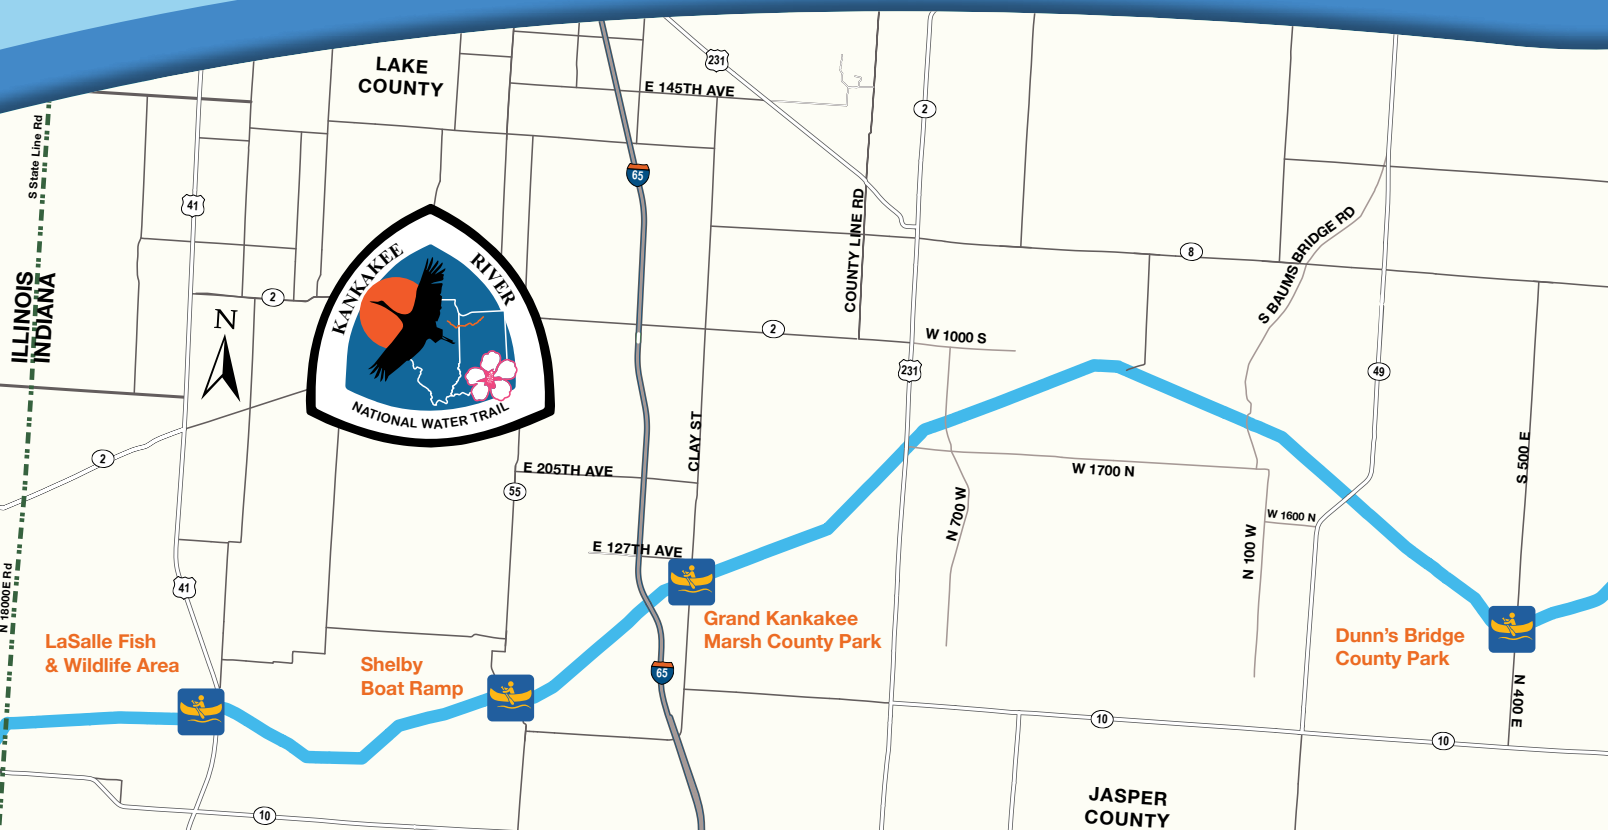 LAKE
COUNTY
231
E 145TH AVE
2
S State Line Rd
65
41
COUNTY LINE RD
S BAUMS BRIDGE RD
8
ILLINOIS
INDIANA
2
N
KANKAKEE
RIVER
NATIONAL WATER TRAIL
2
W 1000 S
231
49
CLAY ST
2
E 205TH AVE
55
W 1700 N
S 500 E
N 700 W
W 1600 N
N 100 W
E 127TH AVE
41
N 18000E Rd
Grand Kankakee
Marsh County Park
LaSalle Fish
& Wildlife Area
Shelby
Boat Ramp
65
Dunn's Bridge
County Park
N 400 E
10
10
JASPER
COUNTY
10